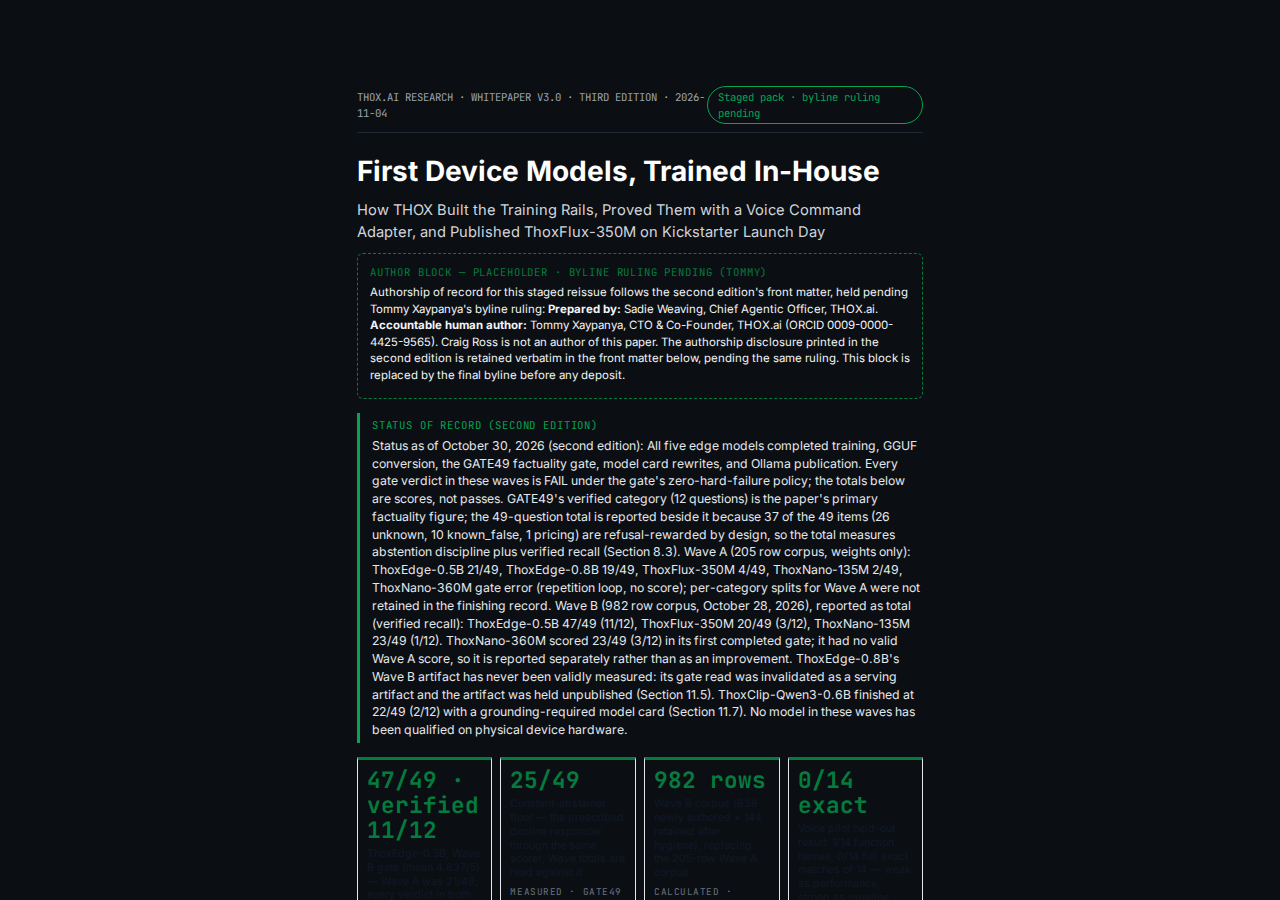 THOX.AI RESEARCH · WHITEPAPER V3.0 · THIRD EDITION · 2026-
11-04
Staged pack · byline ruling
pending
First Device Models, Trained In-House
How THOX Built the Training Rails, Proved Them with a Voice Command
Adapter, and Published ThoxFlux-350M on Kickstarter Launch Day
AUTHOR BLOCK — PLACEHOLDER · BYLINE RULING PENDING (TOMMY)
Authorship of record for this staged reissue follows the second edition's front matter, held pending
Tommy Xaypanya's byline ruling: Prepared by: Sadie Weaving, Chief Agentic Officer, THOX.ai.
Accountable human author: Tommy Xaypanya, CTO & Co-Founder, THOX.ai (ORCID 0009-0000-
4425-9565). Craig Ross is not an author of this paper. The authorship disclosure printed in the
second edition is retained verbatim in the front matter below, pending the same ruling. This block is
replaced by the final byline before any deposit.
STATUS OF RECORD (SECOND EDITION)
Status as of October 30, 2026 (second edition): All five edge models completed training, GGUF
conversion, the GATE49 factuality gate, model card rewrites, and Ollama publication. Every
gate verdict in these waves is FAIL under the gate's zero-hard-failure policy; the totals below
are scores, not passes. GATE49's verified category (12 questions) is the paper's primary
factuality figure; the 49-question total is reported beside it because 37 of the 49 items (26
unknown, 10 known_false, 1 pricing) are refusal-rewarded by design, so the total measures
abstention discipline plus verified recall (Section 8.3). Wave A (205 row corpus, weights only):
ThoxEdge-0.5B 21/49, ThoxEdge-0.8B 19/49, ThoxFlux-350M 4/49, ThoxNano-135M 2/49,
ThoxNano-360M gate error (repetition loop, no score); per-category splits for Wave A were not
retained in the finishing record. Wave B (982 row corpus, October 28, 2026), reported as total
(verified recall): ThoxEdge-0.5B 47/49 (11/12), ThoxFlux-350M 20/49 (3/12), ThoxNano-135M
23/49 (1/12). ThoxNano-360M scored 23/49 (3/12) in its first completed gate; it had no valid
Wave A score, so it is reported separately rather than as an improvement. ThoxEdge-0.8B's
Wave B artifact has never been validly measured: its gate read was invalidated as a serving
artifact and the artifact was held unpublished (Section 11.5). ThoxClip-Qwen3-0.6B finished at
22/49 (2/12) with a grounding-required model card (Section 11.7). No model in these waves has
been qualified on physical device hardware.
47/49 ·
verified
11/12
25/49
MEASURED · GATE49
982 rows
CALCULATED ·
0/14
exact